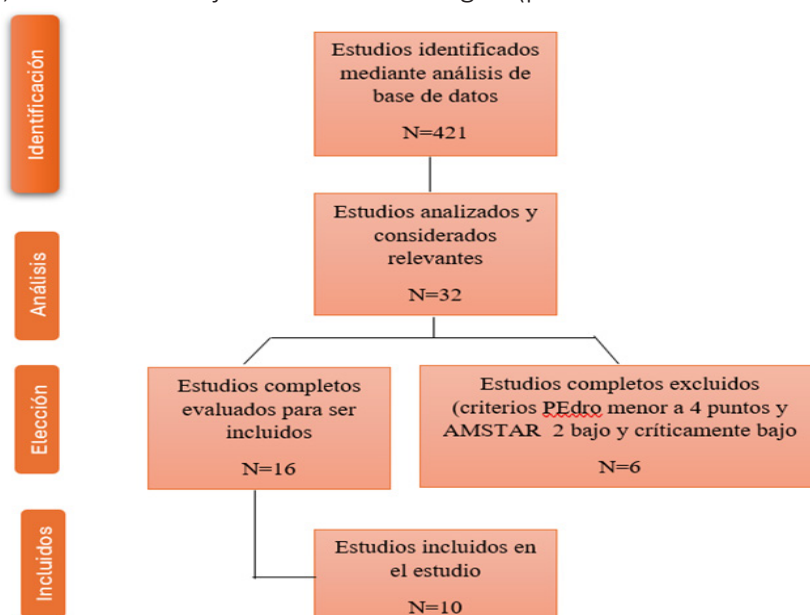 Identificación
Estudios identificados
mediante análisis de
base de datos
N=421
Análisis
Estudios analizados y
considerados
relevantes
N=32
Elección
Estudios completos
evaluados para ser
incluidos
N=16
Estudios completos excluidos
(criterios PEdro menor a 4 puntos y
AMSTAR 2 bajo y críticamente bajo
N=6
Incluidos
Estudios incluidos en
el estudio
N=10